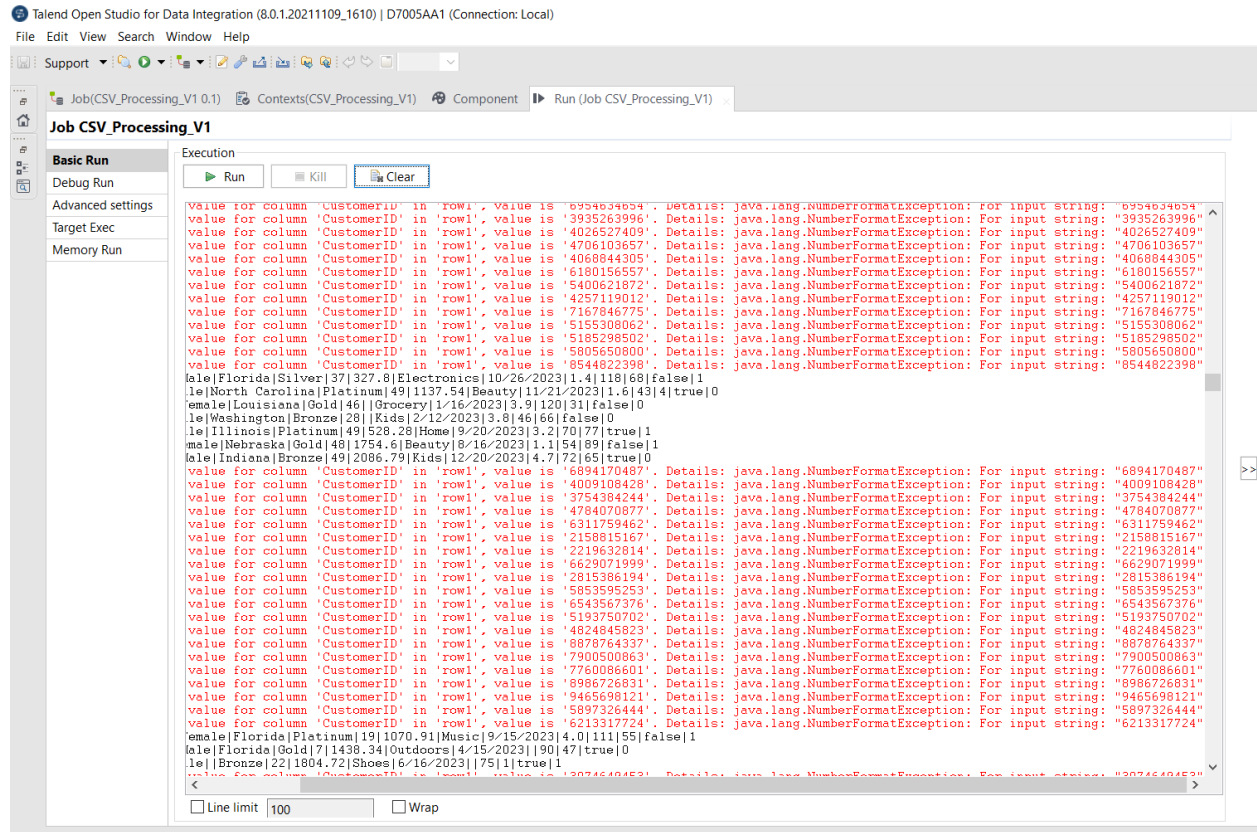 Talend Open Studio for Data Integration (8.0.1.20211109_1610) | D7005AA1 (Connection: Local)
File Edit View Search Window Help
Support
Job(CSV_Processing_V1 0.1) Contexts(CSV_Processing_V1) Component Run (Job CSV_Processing_V1)
Job CSV_Processing_V1
Basic Run
Debug Run
Advanced settings
Target Exec
Memory Run
Execution
Run Kill Clear
value for column 'CustomerID' in 'row1', value is '6954634654'. Details: java.lang.NumberFormatException: For input string: "6954634654"
value for column 'CustomerID' in 'row1', value is '3935263996'. Details: java.lang.NumberFormatException: For input string: "3935263996"
value for column 'CustomerID' in 'row1', value is '4026527409'. Details: java.lang.NumberFormatException: For input string: "4026527409"
value for column 'CustomerID' in 'row1', value is '4706103657'. Details: java.lang.NumberFormatException: For input string: "4706103657"
value for column 'CustomerID' in 'row1', value is '4068844305'. Details: java.lang.NumberFormatException: For input string: "4068844305"
value for column 'CustomerID' in 'row1', value is '6180156557'. Details: java.lang.NumberFormatException: For input string: "6180156557"
value for column 'CustomerID' in 'row1', value is '5400621872'. Details: java.lang.NumberFormatException: For input string: "5400621872"
value for column 'CustomerID' in 'row1', value is '4257119012'. Details: java.lang.NumberFormatException: For input string: "4257119012"
value for column 'CustomerID' in 'row1', value is '7167846775'. Details: java.lang.NumberFormatException: For input string: "7167846775"
value for column 'CustomerID' in 'row1', value is '5155308062'. Details: java.lang.NumberFormatException: For input string: "5155308062"
value for column 'CustomerID' in 'row1', value is '5185298502'. Details: java.lang.NumberFormatException: For input string: "5185298502"
value for column 'CustomerID' in 'row1', value is '5805650800'. Details: java.lang.NumberFormatException: For input string: "5805650800"
value for column 'CustomerID' in 'row1', value is '8544822398'. Details: java.lang.NumberFormatException: For input string: "8544822398"
ale|Florida|Silver|37|327.8|Electronics|10/26/2023|1.4|118|68|false|1
le|North Carolina|Platinum|49|1137.54|Beauty|11/21/2023|1.6|43|4|true|0
emale|Louisiana|Gold|46||Grocery|1/16/2023|3.9|120|31|false|0
le|Washington|Bronze|28||Kids|2/12/2023|3.8|46|66|false|0
le|Illinois|Platinum|49|528.28|Home|9/20/2023|3.2|70|77|true|1
male|Nebraska|Gold|48|1754.6|Beauty|8/16/2023|1.1|54|89|false|1
ale|Indiana|Bronze|49|2086.79|Kids|12/20/2023|4.7|72|65|true|0
value for column 'CustomerID' in 'row1', value is '6894170487'. Details: java.lang.NumberFormatException: For input string: "6894170487"
value for column 'CustomerID' in 'row1', value is '4009108428'. Details: java.lang.NumberFormatException: For input string: "4009108428"
value for column 'CustomerID' in 'row1', value is '3754384244'. Details: java.lang.NumberFormatException: For input string: "3754384244"
value for column 'CustomerID' in 'row1', value is '4784070877'. Details: java.lang.NumberFormatException: For input string: "4784070877"
value for column 'CustomerID' in 'row1', value is '6311759462'. Details: java.lang.NumberFormatException: For input string: "6311759462"
value for column 'CustomerID' in 'row1', value is '2158815167'. Details: java.lang.NumberFormatException: For input string: "2158815167"
value for column 'CustomerID' in 'row1', value is '2219632814'. Details: java.lang.NumberFormatException: For input string: "2219632814"
value for column 'CustomerID' in 'row1', value is '6629071999'. Details: java.lang.NumberFormatException: For input string: "6629071999"
value for column 'CustomerID' in 'row1', value is '2815386194'. Details: java.lang.NumberFormatException: For input string: "2815386194"
value for column 'CustomerID' in 'row1', value is '5853595253'. Details: java.lang.NumberFormatException: For input string: "5853595253"
value for column 'CustomerID' in 'row1', value is '6543567376'. Details: java.lang.NumberFormatException: For input string: "6543567376"
value for column 'CustomerID' in 'row1', value is '5193750702'. Details: java.lang.NumberFormatException: For input string: "5193750702"
value for column 'CustomerID' in 'row1', value is '4824845823'. Details: java.lang.NumberFormatException: For input string: "4824845823"
value for column 'CustomerID' in 'row1', value is '8878764337'. Details: java.lang.NumberFormatException: For input string: "8878764337"
value for column 'CustomerID' in 'row1', value is '7900500863'. Details: java.lang.NumberFormatException: For input string: "7900500863"
value for column 'CustomerID' in 'row1', value is '7760086601'. Details: java.lang.NumberFormatException: For input string: "7760086601"
value for column 'CustomerID' in 'row1', value is '8986726831'. Details: java.lang.NumberFormatException: For input string: "8986726831"
value for column 'CustomerID' in 'row1', value is '9465698121'. Details: java.lang.NumberFormatException: For input string: "9465698121"
value for column 'CustomerID' in 'row1', value is '5897326444'. Details: java.lang.NumberFormatException: For input string: "5897326444"
value for column 'CustomerID' in 'row1', value is '6213317724'. Details: java.lang.NumberFormatException: For input string: "6213317724"
emale|Florida|Platinum|19|1070.91|Music|9/15/2023|4.0|111|55|false|1
ale|Florida|Gold|7|1438.34|Outdoors|4/15/2023||90|47|true|0
le||Bronze|22|1804.72|Shoes|6/16/2023||75|1|true|1
value for column 'CustomerID' in 'row1', value is '3074649453'. Details: java.lang.NumberFormatException: For input string: "3074649453"
>>
Line limit 100 Wrap